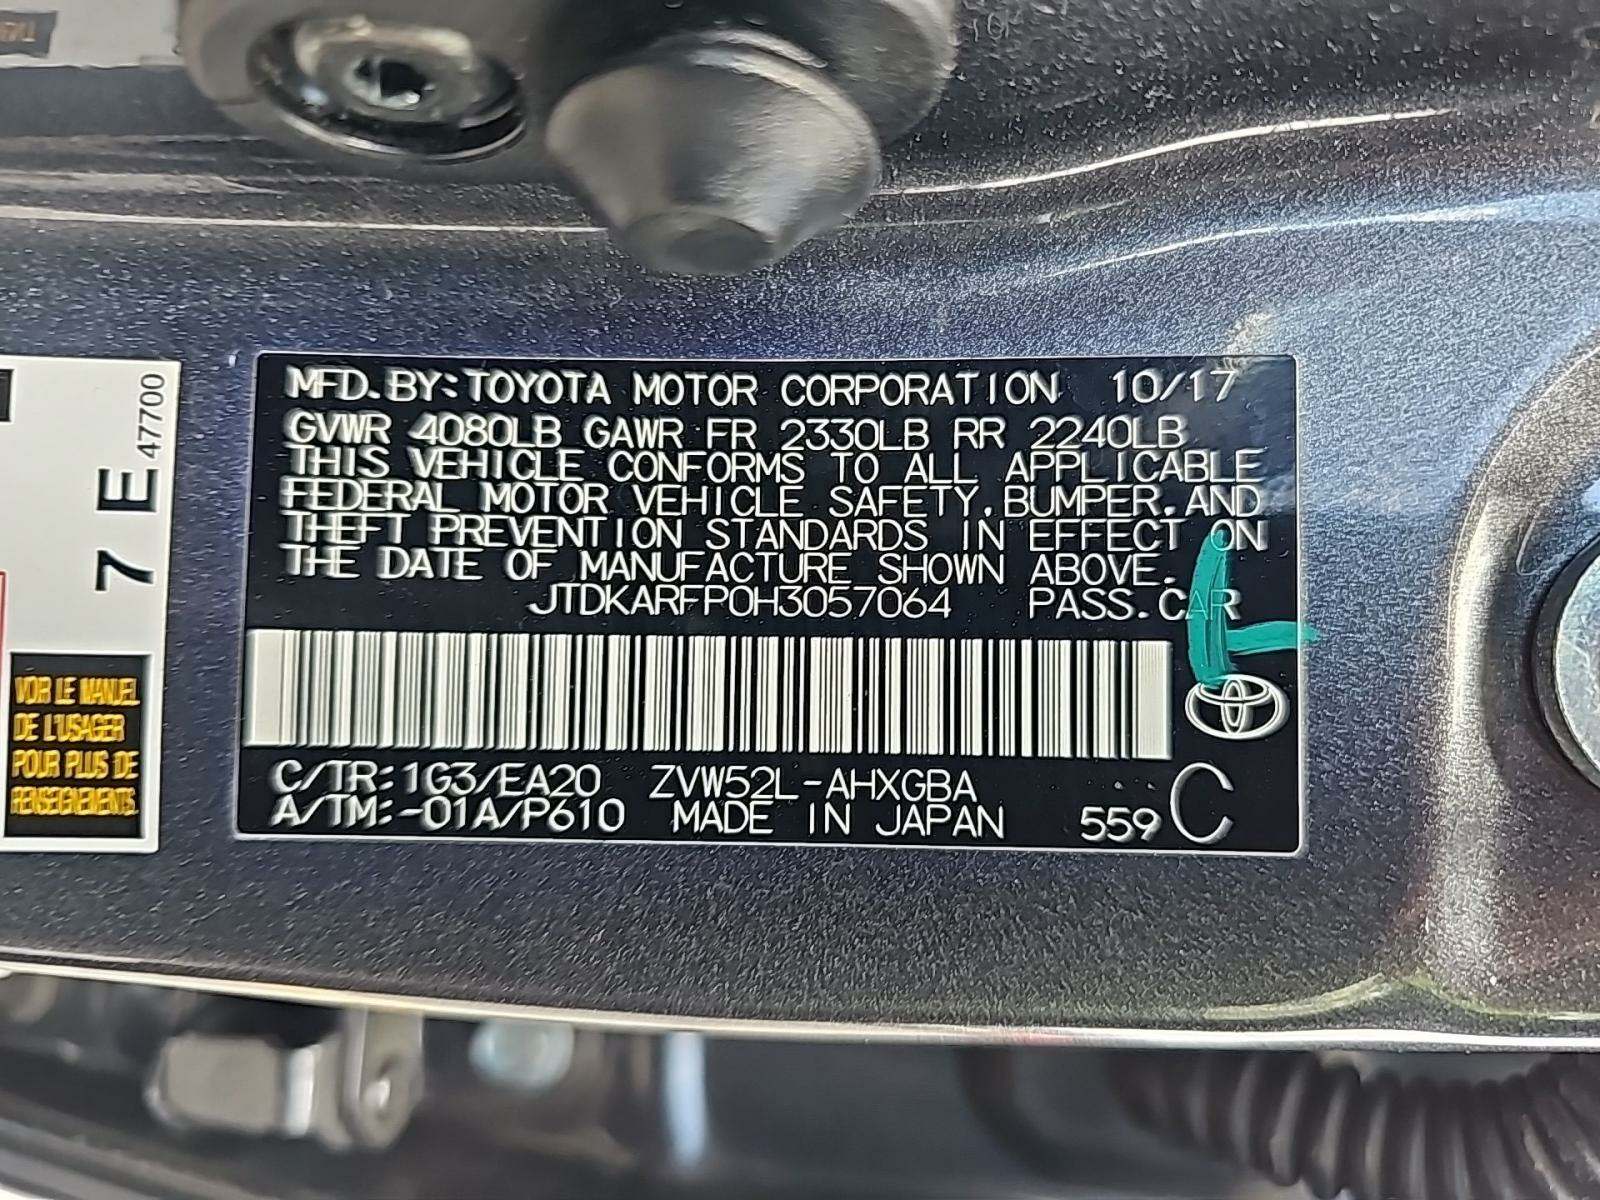 MFD.BY:TOYOTA MOTOR CORPORATION 10/17
GVWR 4080LB GAWR FR 2330LB RR 2240LB
THIS VEHICLE CONFORMS TO ALL APPLICABLE
FEDERAL MOTOR VEHICLE SAFETY,BUMPER,AND
THEFT PREVENTION STANDARDS IN EFFECT ON
THE DATE OF MANUFACTURE SHOWN ABOVE.
JTDKARFP0H3057064 PASS.CAR
C/TR:1G3/EA20 ZVW52L-AHXGBA
A/TM:-01A/P610 MADE IN JAPAN 559 C
7 E
47700
VOIR LE MANUEL
DE L'USAGER
POUR PLUS DE
RENSEIGNEMENTS.